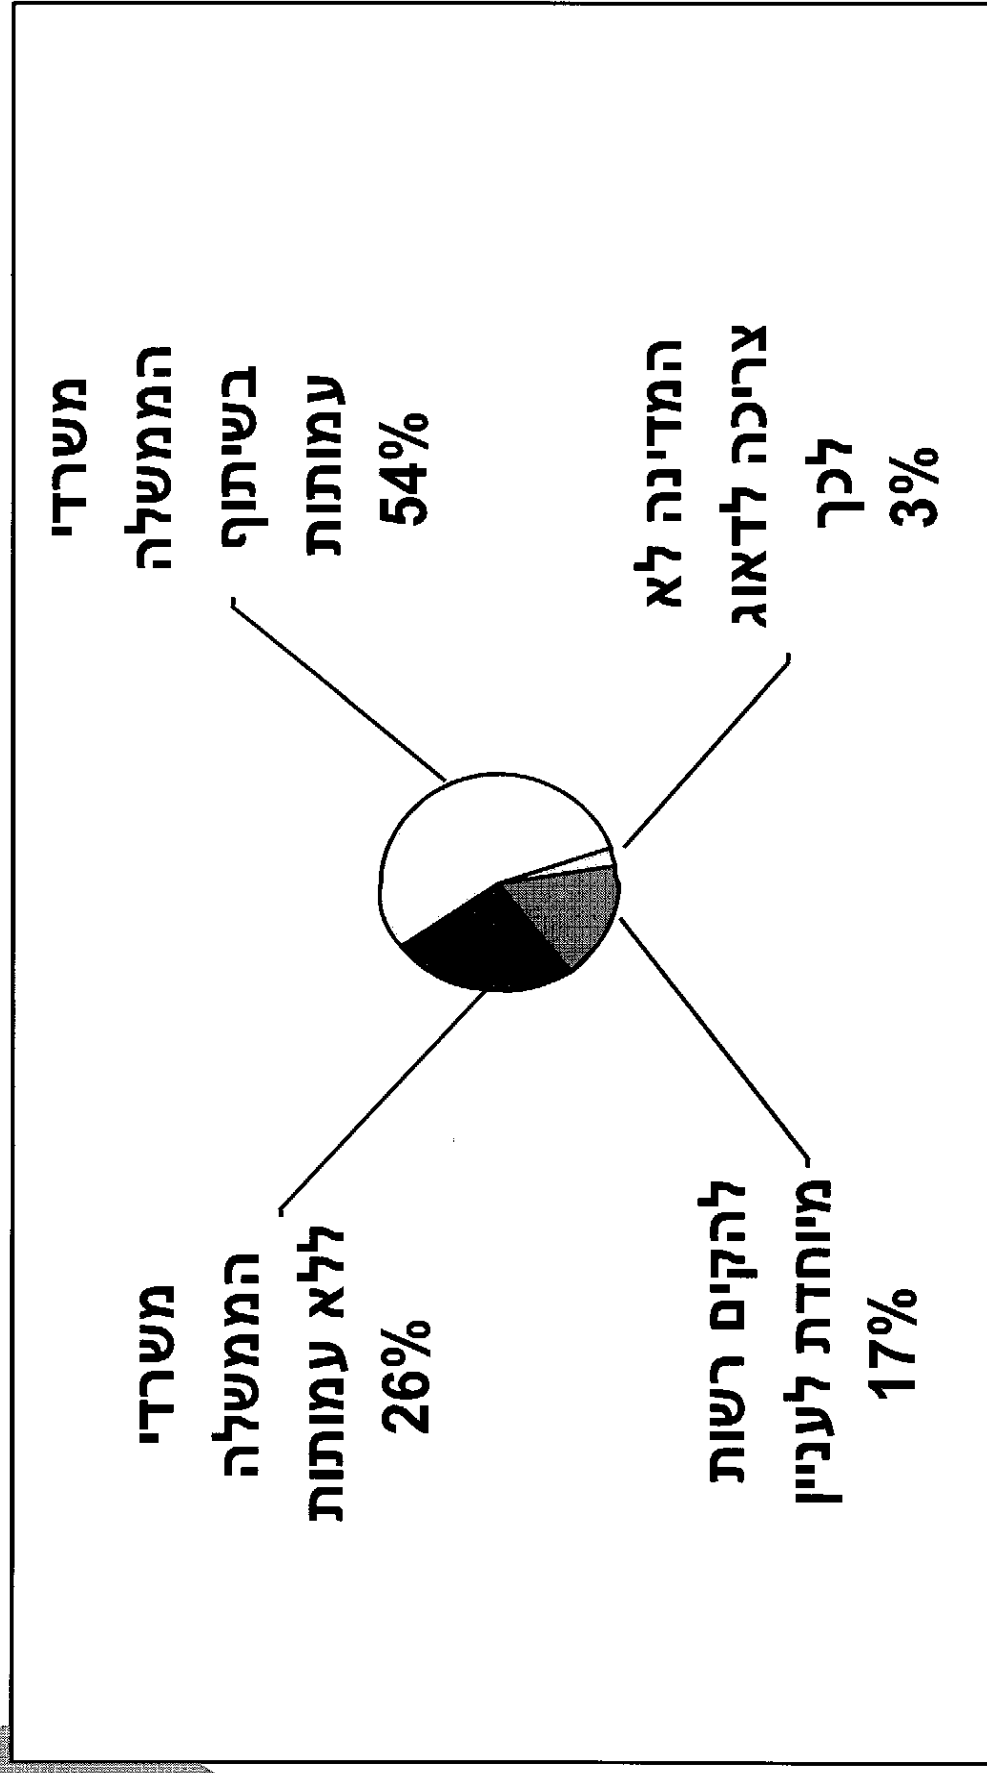 משרדי
הממשלה
ללא עמותות
26%
משרדי
הממשלה
בשיתוף
עמותות
54%
להקים רשות
מיוחדת לעניין
17%
המדינה לא
צריכה לדאוג
לכך
3%